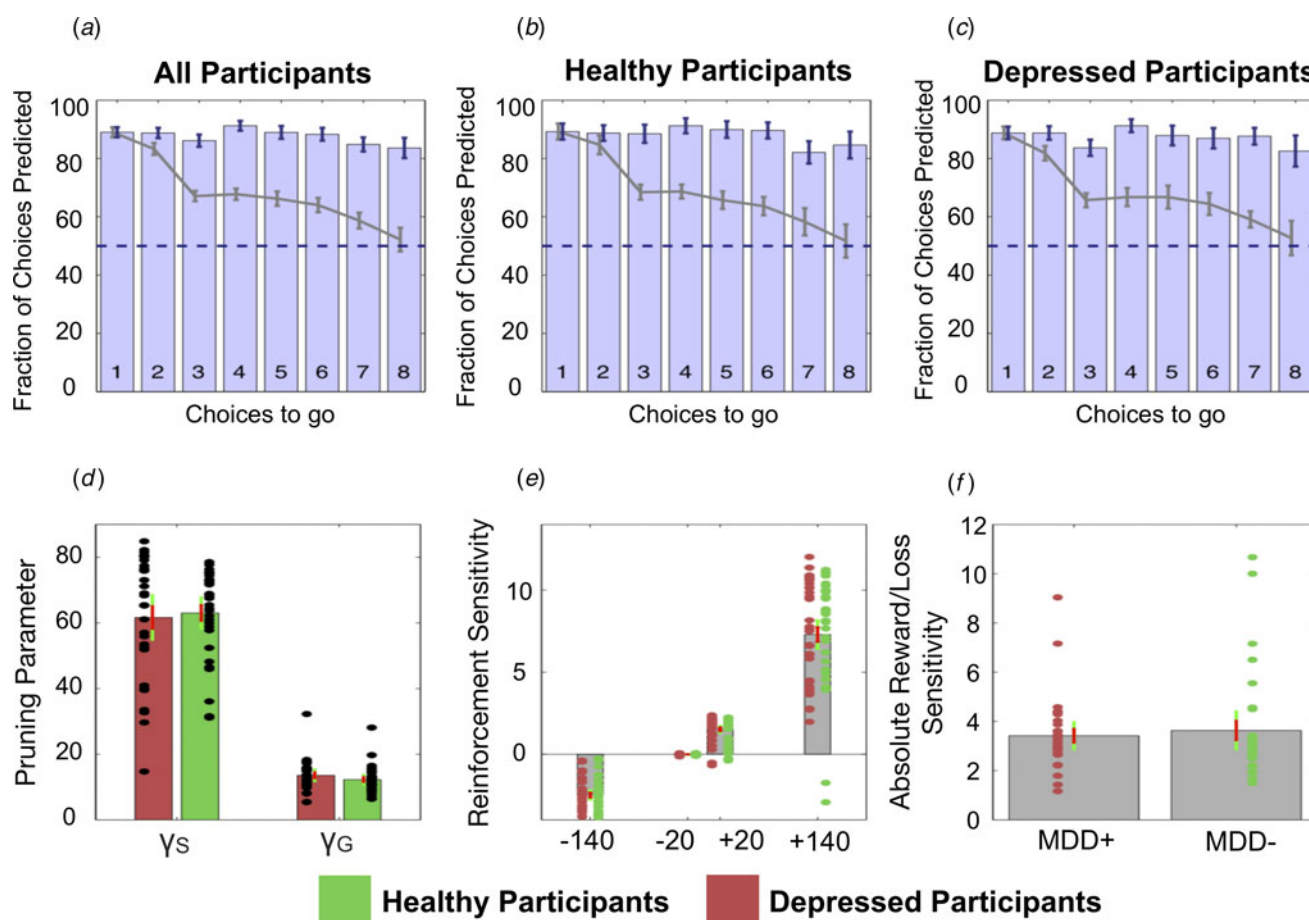 (a)
All Participants
Fraction of Choices Predicted
100
80
60
40
20
0
1 2 3 4 5 6 7 8
Choices to go
(b)
Healthy Participants
Fraction of Choices Predicted
100
80
60
40
20
0
1 2 3 4 5 6 7 8
Choices to go
(c)
Depressed Participants
Fraction of Choices Predicted
100
80
60
40
20
0
1 2 3 4 5 6 7 8
Choices to go
(d)
Pruning Parameter
80
60
40
20
0
γS γG
(e)
Reinforcement Sensitivity
10
5
0
-140 -20 +20 +140
(f)
Absolute Reward/Loss
Sensitivity
12
10
8
6
4
2
0
MDD+ MDD-
Healthy Participants
Depressed Participants